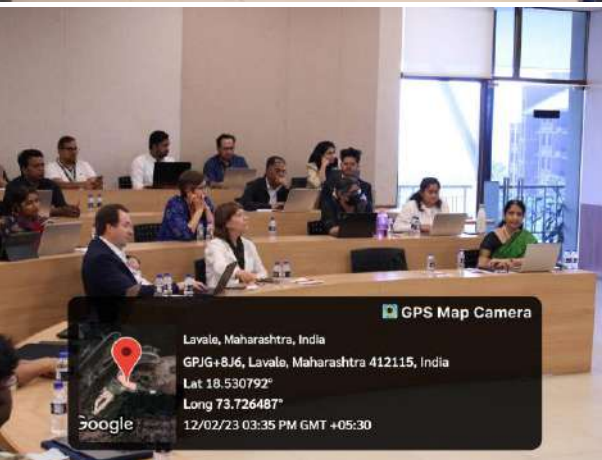 GPS Map Camera
Lavale, Maharashtra, India
GPJG+8J6, Lavale, Maharashtra 412115, India
Lat 18.530792°
Long 73.726487°
12/02/23 03:35 PM GMT +05:30
Google